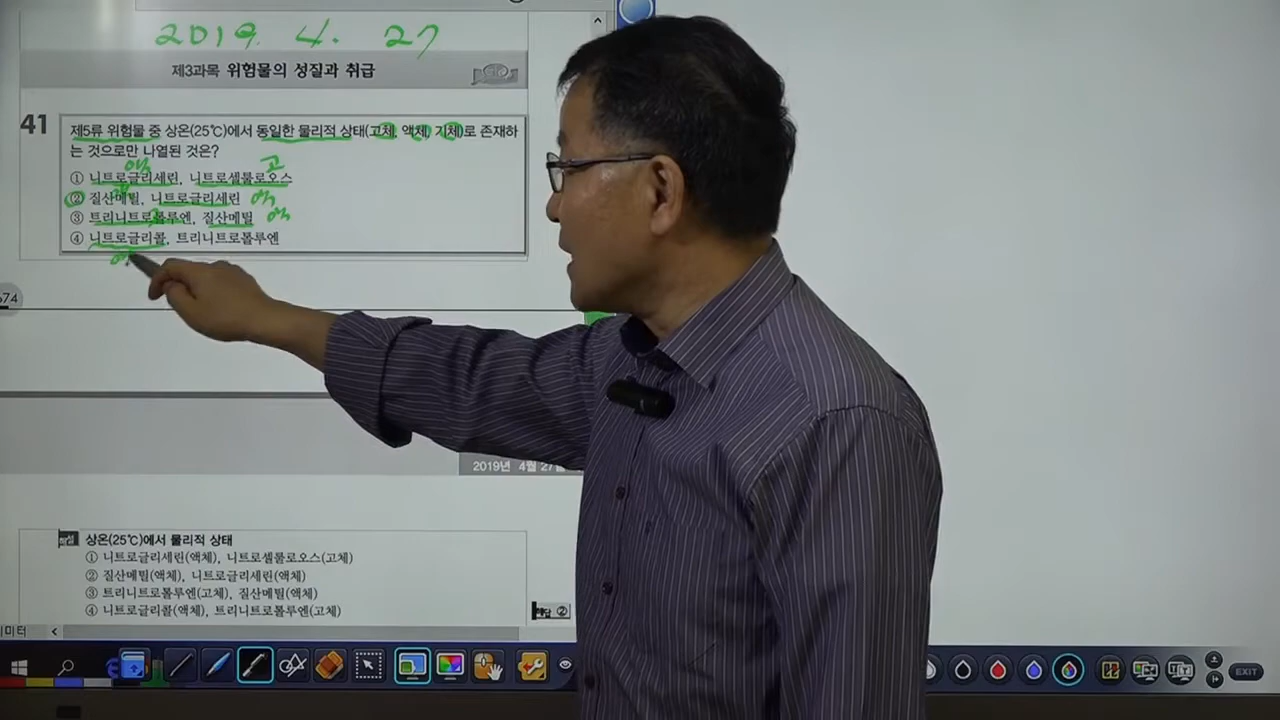 2019. 4. 27
제3과목 위험물의 성질과 취급
41
제5류 위험물 중 상온(25℃)에서 동일한 물리적 상태(고체, 액체, 기체)로 존재하
는 것으로만 나열된 것은?
액 고
① 니트로글리세린, 니트로셀룰로오스
② 질산메틸, 니트로글리세린 액
③ 트리니트로톨루엔, 질산메틸 액
④ 니트로글리콜, 트리니트로톨루엔
674
2019년 4월 27일
해설 상온(25℃)에서 물리적 상태
① 니트로글리세린(액체), 니트로셀룰로오스(고체)
② 질산메틸(액체), 니트로글리세린(액체)
③ 트리니트로톨루엔(고체), 질산메틸(액체)
④ 니트로글리콜(액체), 트리니트로톨루엔(고체)
해답 ②
미터
EXIT